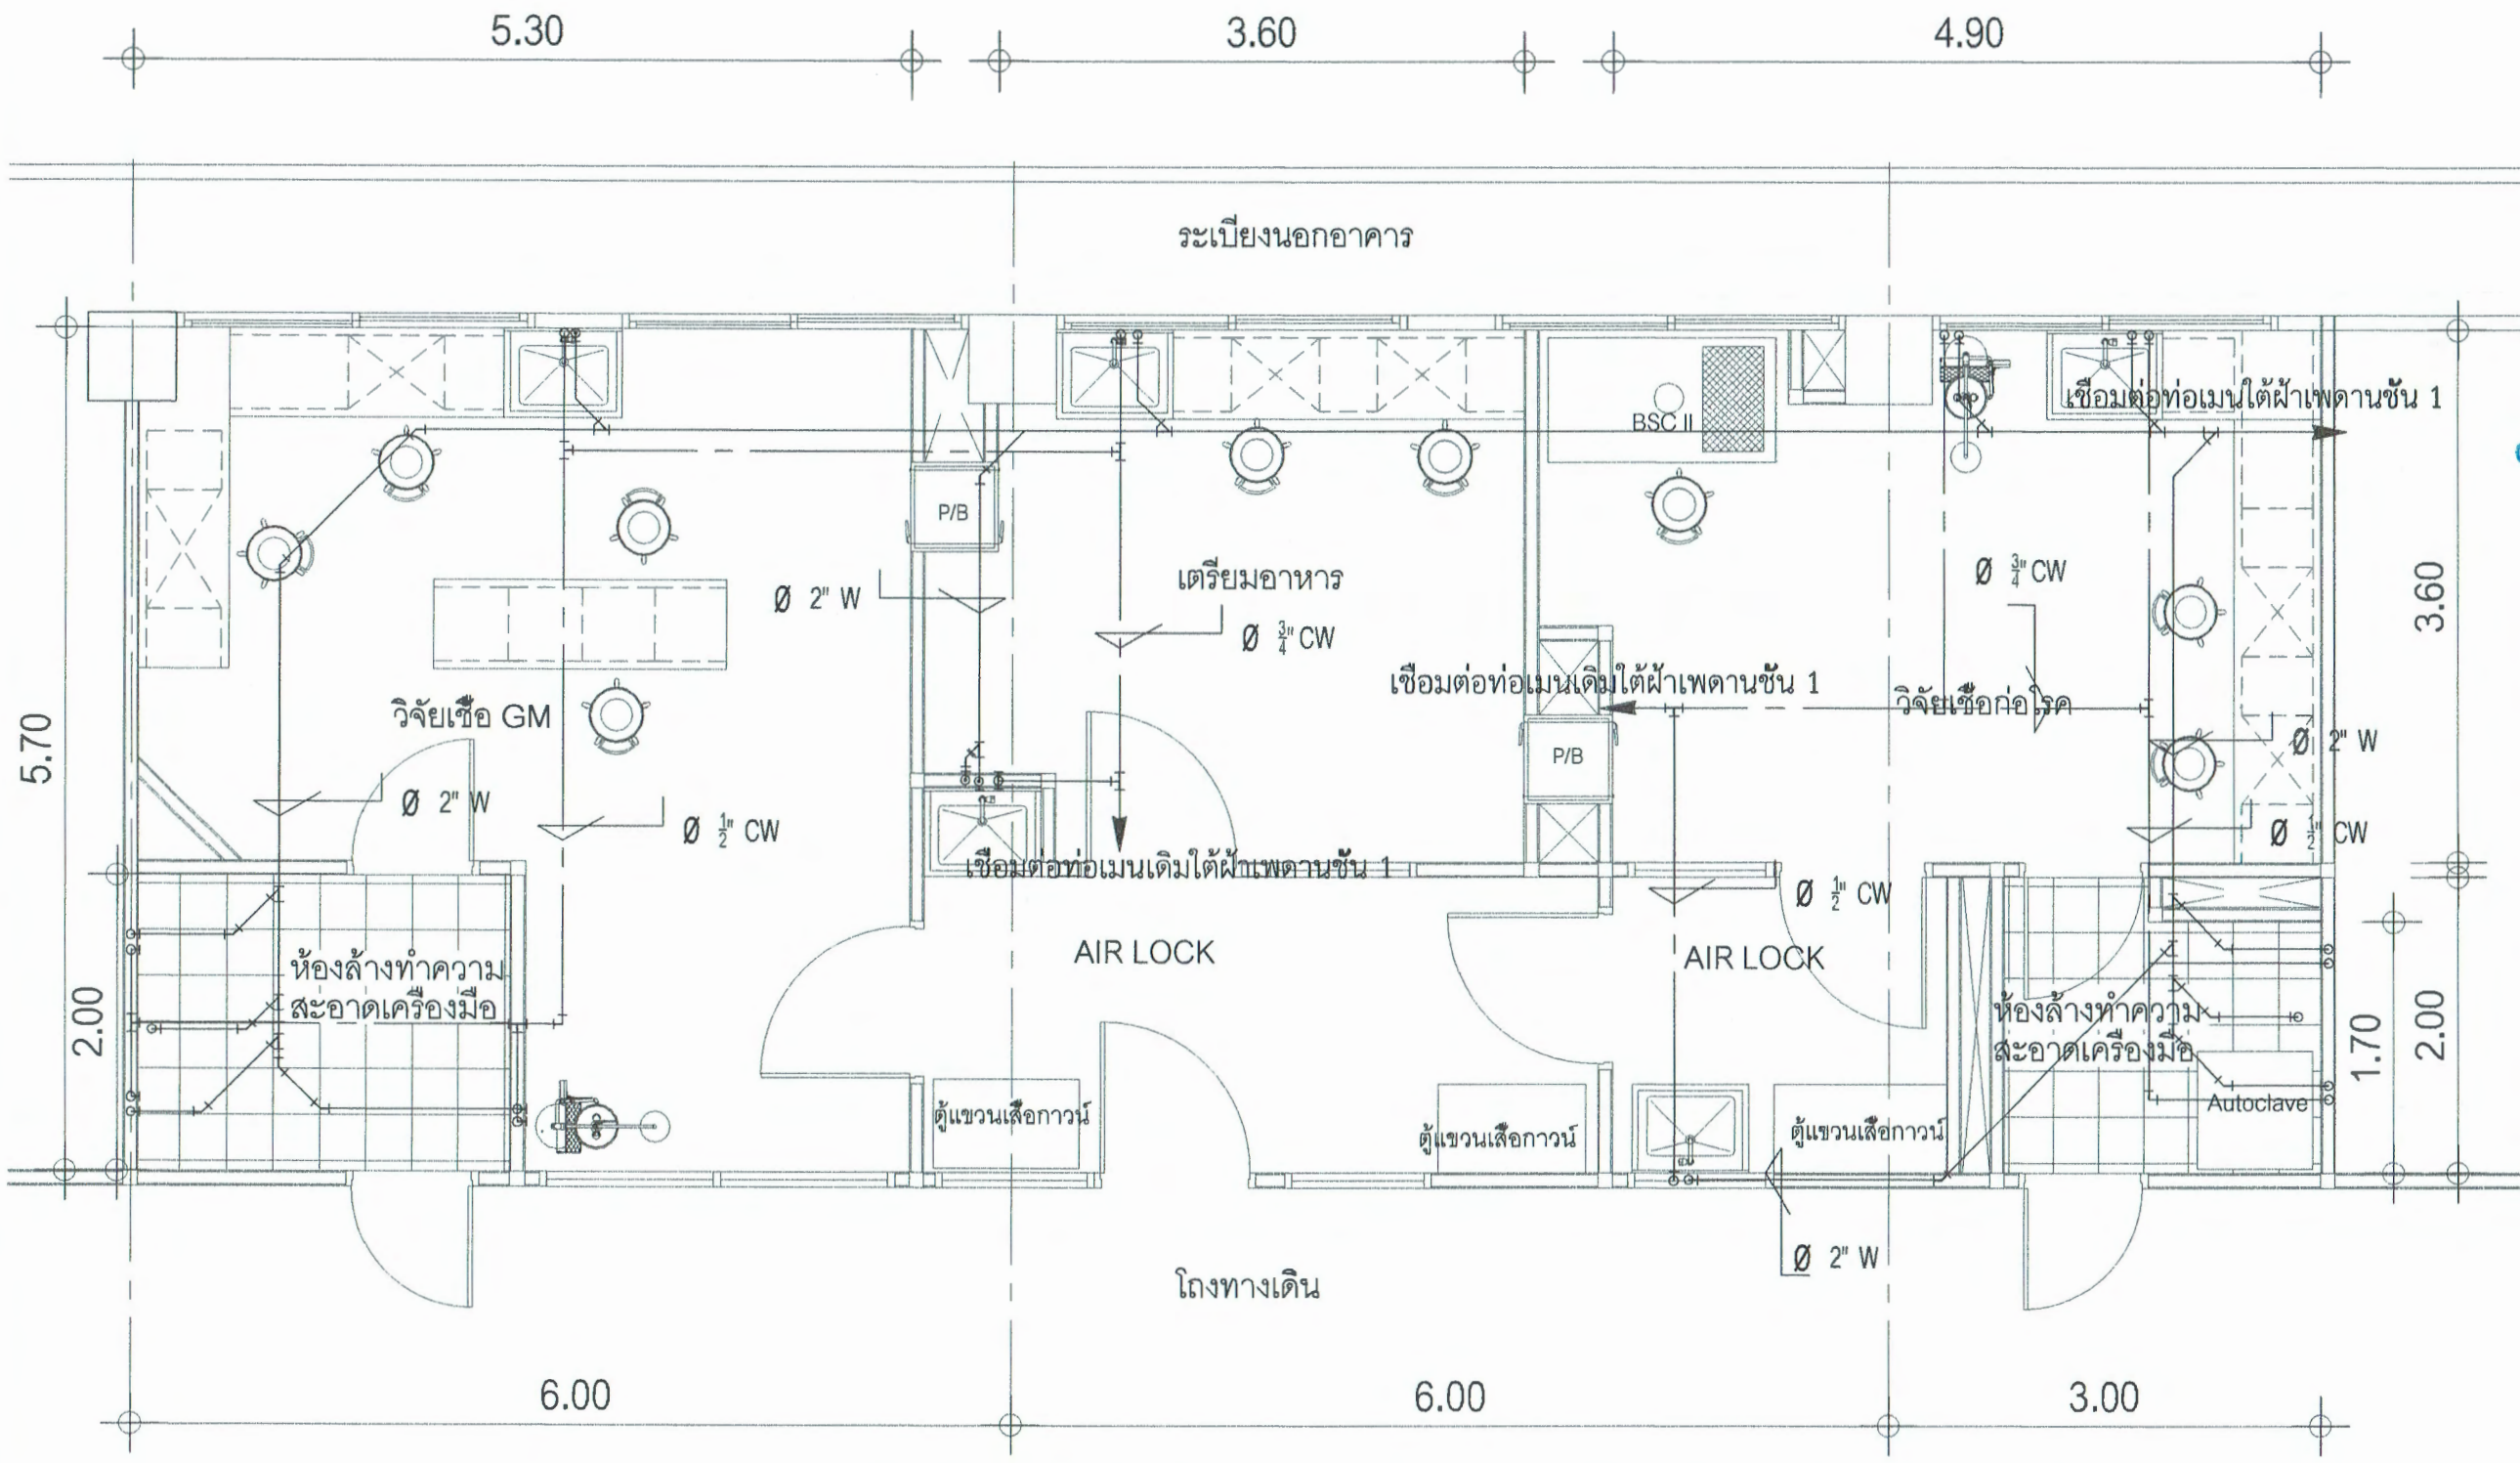 5.30
3.60
4.90
ระเบียงนอกอาคาร
เชื่อมต่อท่อเมนใต้ฝ้าเพดานชั้น 1
BSC II
P/B
Ø 2" W
เตรียมอาหาร
Ø 3/4" CW
Ø 3/4" CW
3.60
เชื่อมต่อท่อเมนเดิมใต้ฝ้าเพดานชั้น 1
วิจัยเชื้อก่อโรค
วิจัยเชื้อ GM
5.70
P/B
Ø 2" W
Ø 2" W
Ø 1/2" CW
Ø 1/2" CW
เชื่อมต่อท่อเมนเดิมใต้ฝ้าเพดานชั้น 1
Ø 1/2" CW
AIR LOCK
AIR LOCK
ห้องล้างทำความ
สะอาดเครื่องมือ
2.00
ห้องล้างทำความ
สะอาดเครื่องมือ
1.70
2.00
Autoclave
ตู้แขวนเสื้อกาวน์
ตู้แขวนเสื้อกาวน์
ตู้แขวนเสื้อกาวน์
Ø 2" W
โถงทางเดิน
6.00
6.00
3.00